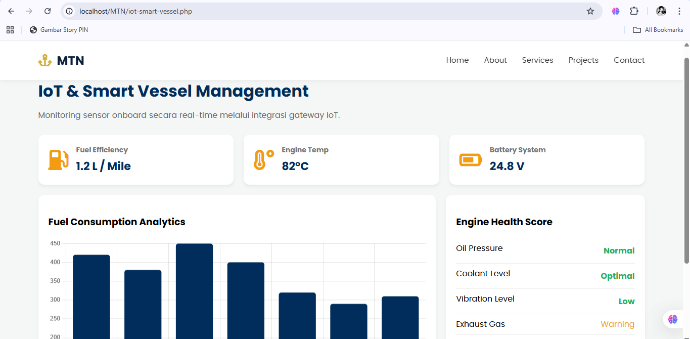 localhost/MTN/iot-smart-vessel.php
Gambar Story PIN
All Bookmarks
MTN
Home About Services Projects Contact
IoT & Smart Vessel Management
Monitoring sensor onboard secara real-time melalui integrasi gateway IoT.
Fuel Efficiency
1.2 L / Mile
Engine Temp
82°C
Battery System
24.8 V
Fuel Consumption Analytics
450
400
350
300
250
200
Engine Health Score
Oil Pressure Normal
Coolant Level Optimal
Vibration Level Low
Exhaust Gas Warning